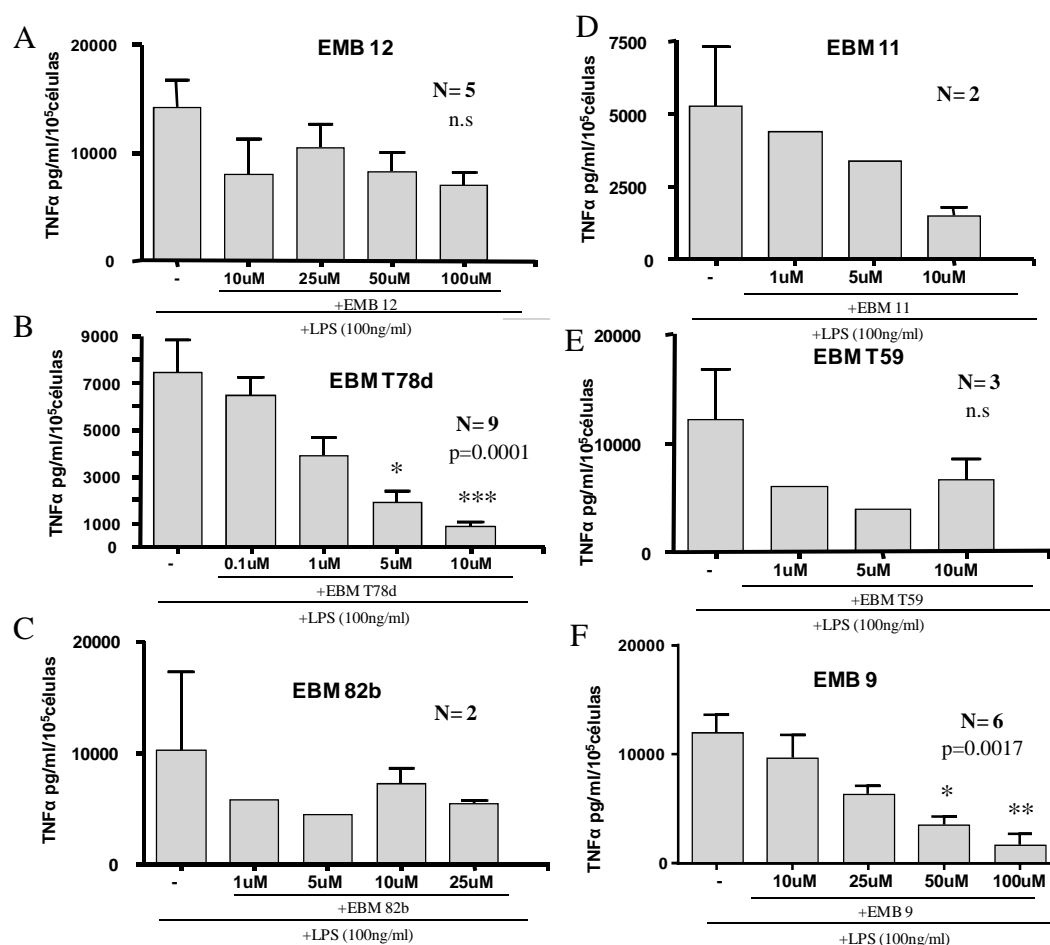 A
EMB 12
N= 5
n.s
TNFα pg/ml/10⁵células
20000
10000
0
- 10uM 25uM 50uM 100uM
+EMB 12
+LPS (100ng/ml)
B
EBM T78d
N= 9
p=0.0001
*
***
TNFα pg/ml/10⁵células
9000
7000
5000
3000
1000
0
- 0.1uM 1uM 5uM 10uM
+EBM T78d
+LPS (100ng/ml)
C
EBM 82b
N= 2
TNFα pg/ml/10⁵células
20000
10000
0
- 1uM 5uM 10uM 25uM
+EBM 82b
+LPS (100ng/ml)
D
EBM 11
N= 2
TNFα pg/ml/10⁵células
7500
5000
2500
0
- 1uM 5uM 10uM
+EBM 11
+LPS (100ng/ml)
E
EBM T59
N= 3
n.s
TNFα pg/ml/10⁵células
20000
10000
0
- 1uM 5uM 10uM
+EBM T59
+LPS (100ng/ml)
F
EMB 9
N= 6
p=0.0017
*
**
TNFα pg/ml/10⁵células
20000
10000
0
- 10uM 25uM 50uM 100uM
+EMB 9
+LPS (100ng/ml)